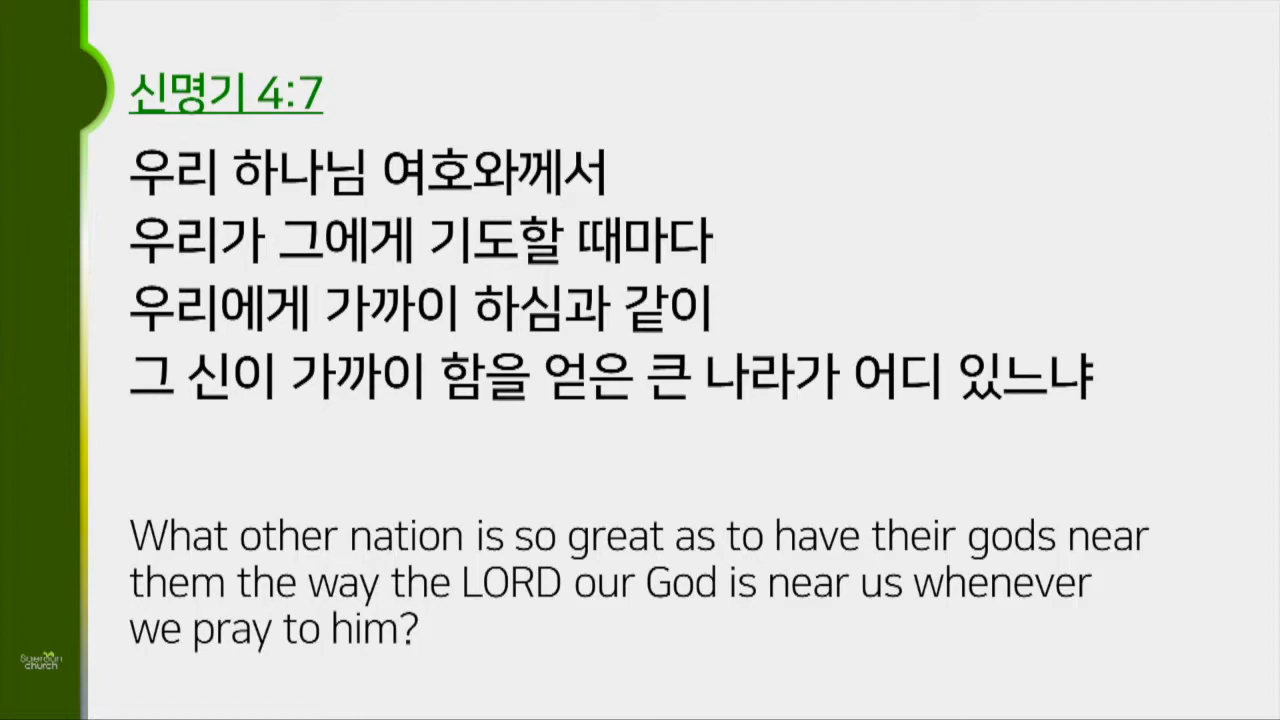 신명기 4:7
우리 하나님 여호와께서
우리가 그에게 기도할 때마다
우리에게 가까이 하심과 같이
그 신이 가까이 함을 얻은 큰 나라가 어디 있느냐
What other nation is so great as to have their gods near
them the way the LORD our God is near us whenever
we pray to him?
church